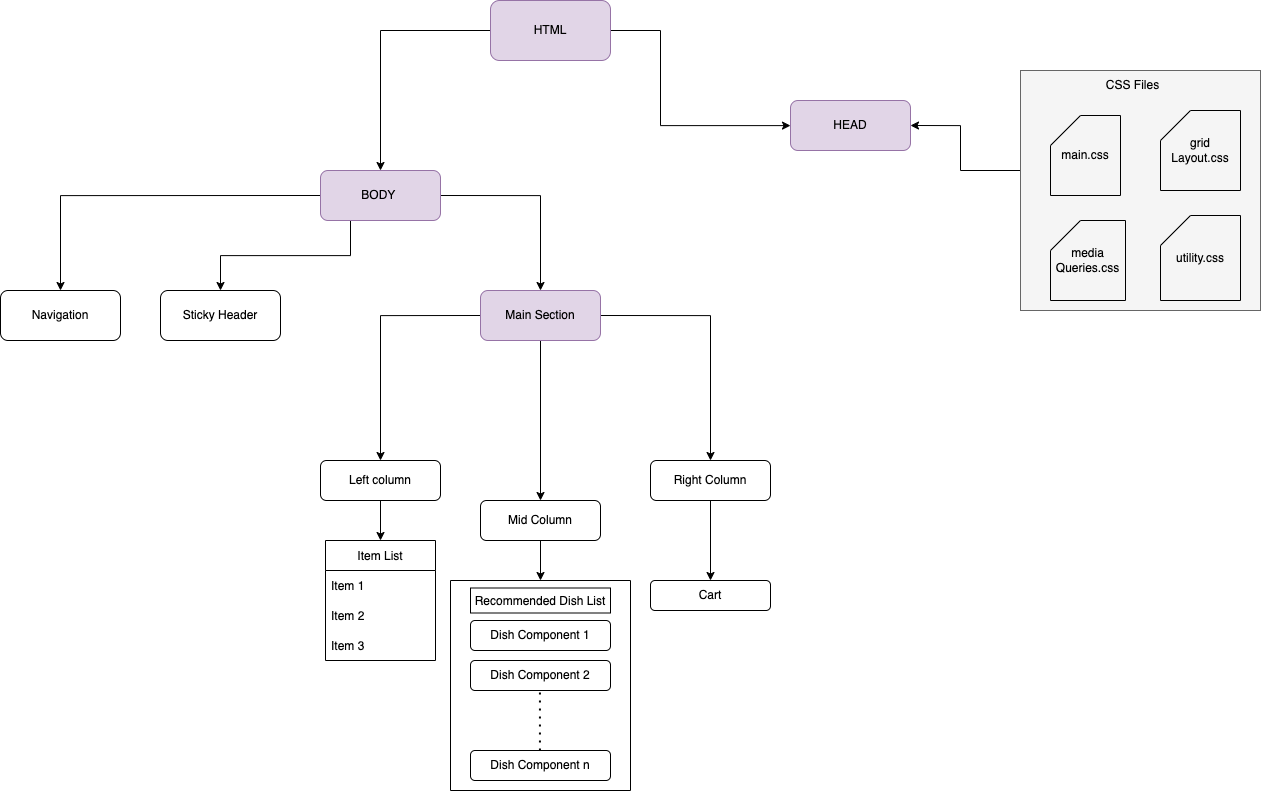 HTML
CSS Files
HEAD
main.css
grid
Layout.css
media
Queries.css
utility.css
BODY
Navigation
Sticky Header
Main Section
Left column
Mid Column
Right Column
Item List
Item 1
Item 2
Item 3
Recommended Dish List
Dish Component 1
Dish Component 2
Dish Component n
Cart